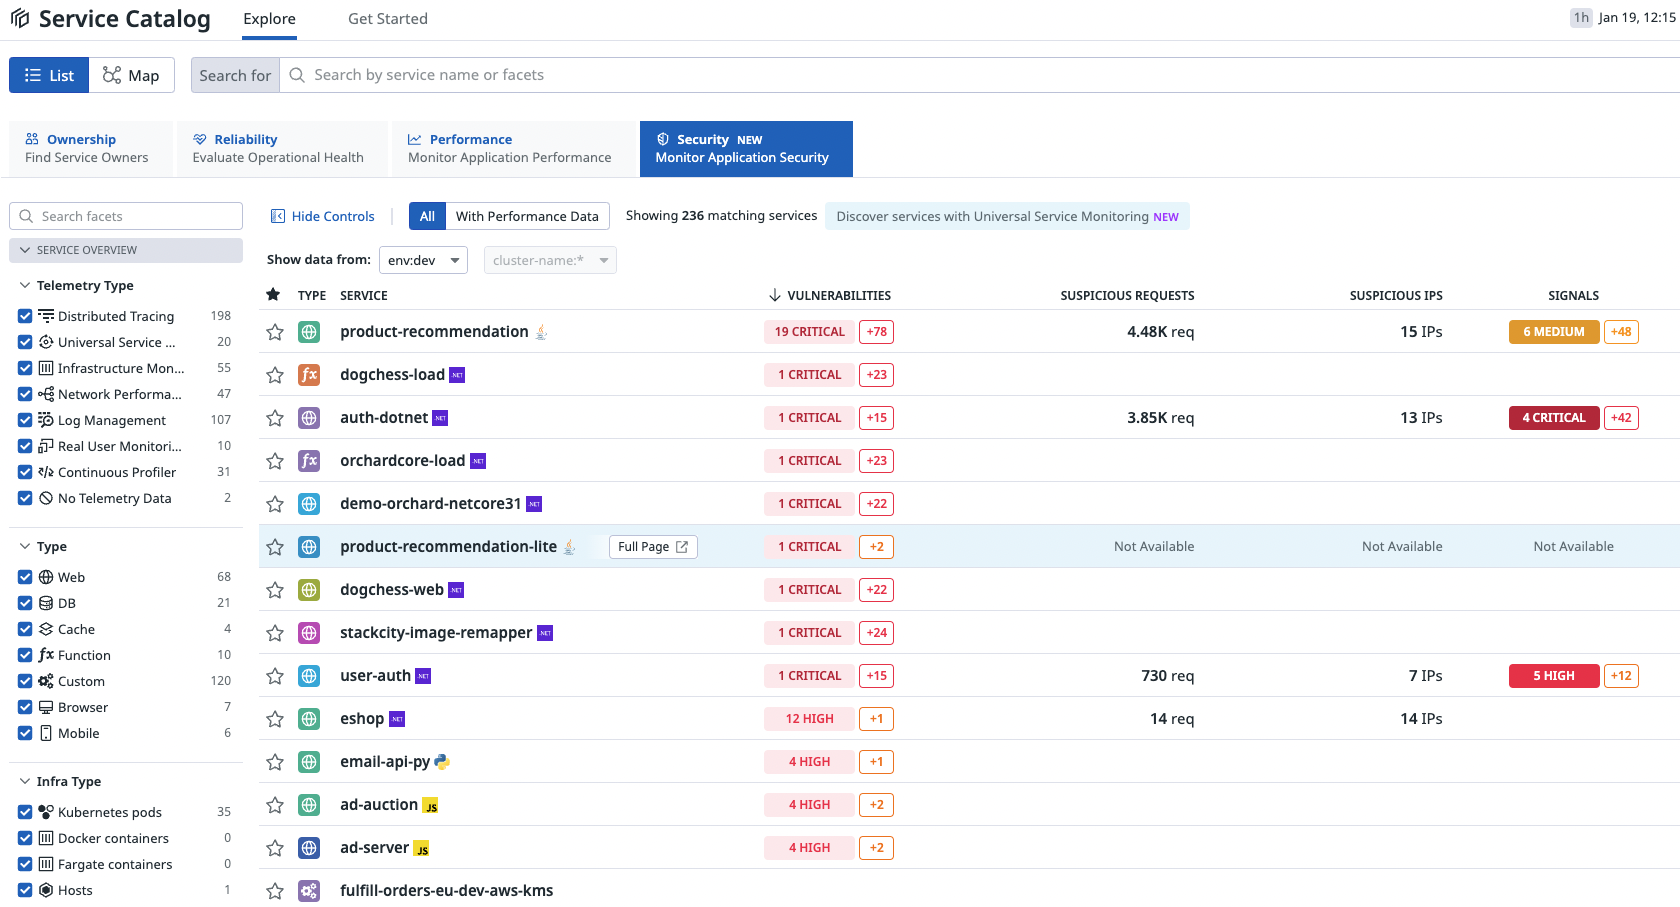 Service Catalog Explore Get Started 1h Jan 19, 12:15
List Map Search for Search by service name or facets
Ownership Reliability Performance Security NEW
Find Service Owners Evaluate Operational Health Monitor Application Performance Monitor Application Security
Search facets Hide Controls All With Performance Data Showing 236 matching services Discover services with Universal Service Monitoring NEW
SERVICE OVERVIEW
Show data from: env:dev cluster-name:*
Telemetry Type
Distributed Tracing 198
Universal Service ... 20
Infrastructure Mon... 55
Network Performa... 47
Log Management 107
Real User Monitori... 10
Continuous Profiler 31
No Telemetry Data 2
Type
Web 68
DB 21
Cache 4
fx Function 10
Custom 120
Browser 7
Mobile 6
Infra Type
Kubernetes pods 35
Docker containers 0
Fargate containers 0
Hosts 1
TYPE SERVICE VULNERABILITIES SUSPICIOUS REQUESTS SUSPICIOUS IPS SIGNALS
product-recommendation 19 CRITICAL +78 4.48K req 15 IPs 6 MEDIUM +48
fx dogchess-load .NET 1 CRITICAL +23
auth-dotnet .NET 1 CRITICAL +15 3.85K req 13 IPs 4 CRITICAL +42
fx orchardcore-load .NET 1 CRITICAL +23
demo-orchard-netcore31 .NET 1 CRITICAL +22
product-recommendation-lite Full Page 1 CRITICAL +2 Not Available Not Available Not Available
dogchess-web .NET 1 CRITICAL +22
stackcity-image-remapper .NET 1 CRITICAL +24
user-auth .NET 1 CRITICAL +15 730 req 7 IPs 5 HIGH +12
eshop .NET 12 HIGH +1 14 req 14 IPs
email-api-py 4 HIGH +1
ad-auction JS 4 HIGH +2
ad-server JS 4 HIGH +2
fulfill-orders-eu-dev-aws-kms